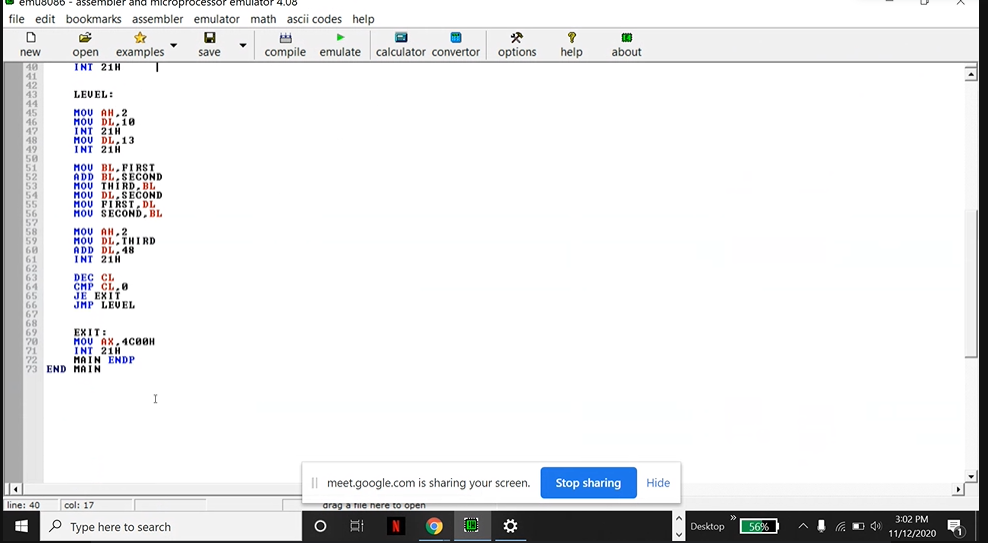 emu8086 - assembler and microprocessor emulator 4.08
file edit bookmarks assembler emulator math ascii codes help
new open examples save compile emulate calculator convertor options help about
40 INT 21H
41
42
43 LEVEL:
44
45 MOV AH,2
46 MOV DL,10
47 INT 21H
48 MOV DL,13
49 INT 21H
50
51 MOV BL,FIRST
52 ADD BL,SECOND
53 MOV THIRD,BL
54 MOV DL,SECOND
55 MOV FIRST,DL
56 MOV SECOND,BL
57
58 MOV AH,2
59 MOV DL,THIRD
60 ADD DL,48
61 INT 21H
62
63 DEC CL
64 CMP CL,0
65 JE EXIT
66 JMP LEVEL
67
68
69 EXIT:
70 MOV AX,4C00H
71 INT 21H
72 MAIN ENDP
73 END MAIN
meet.google.com is sharing your screen. Stop sharing Hide
line: 40 col: 17 drag a file here to open
Type here to search N Desktop » 56% 3:02 PM
11/12/2020 1